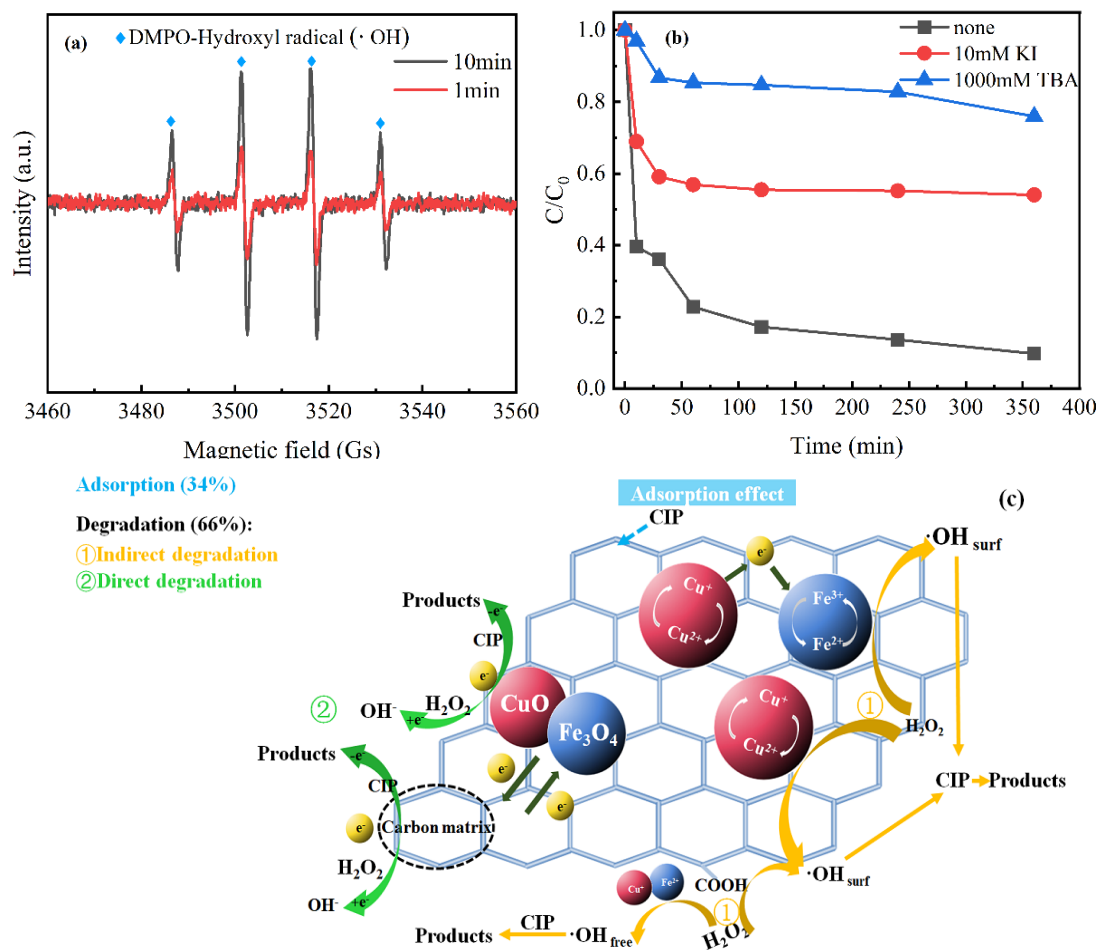 (a)
DMPO-Hydroxyl radical (· OH)
10min
1min
Intensity (a.u.)
3460 3480 3500 3520 3540 3560
Magnetic field (Gs)
(b)
none
10mM KI
1000mM TBA
C/C₀
1.0
0.8
0.6
0.4
0.2
0.0
0 50 100 150 200 250 300 350 400
Time (min)
Adsorption (34%)
Degradation (66%):
①Indirect degradation
②Direct degradation
Adsorption effect
(c)
CIP
e⁻
·OH surf
Cu⁺
Cu²⁺
Fe³⁺
Fe²⁺
Products
-e⁻
CIP
e⁻
H₂O₂
+e⁻
OH⁻
②
CuO
Fe₃O₄
Cu⁺
Cu²⁺
①
H₂O₂
Products
-e⁻
CIP
e⁻
e⁻
e⁻
Carbon matrix
H₂O₂
+e⁻
OH⁻
CIP
Products
·OH surf
COOH
Cu⁺
Fe²⁺
①
H₂O₂
·OH free
CIP
Products